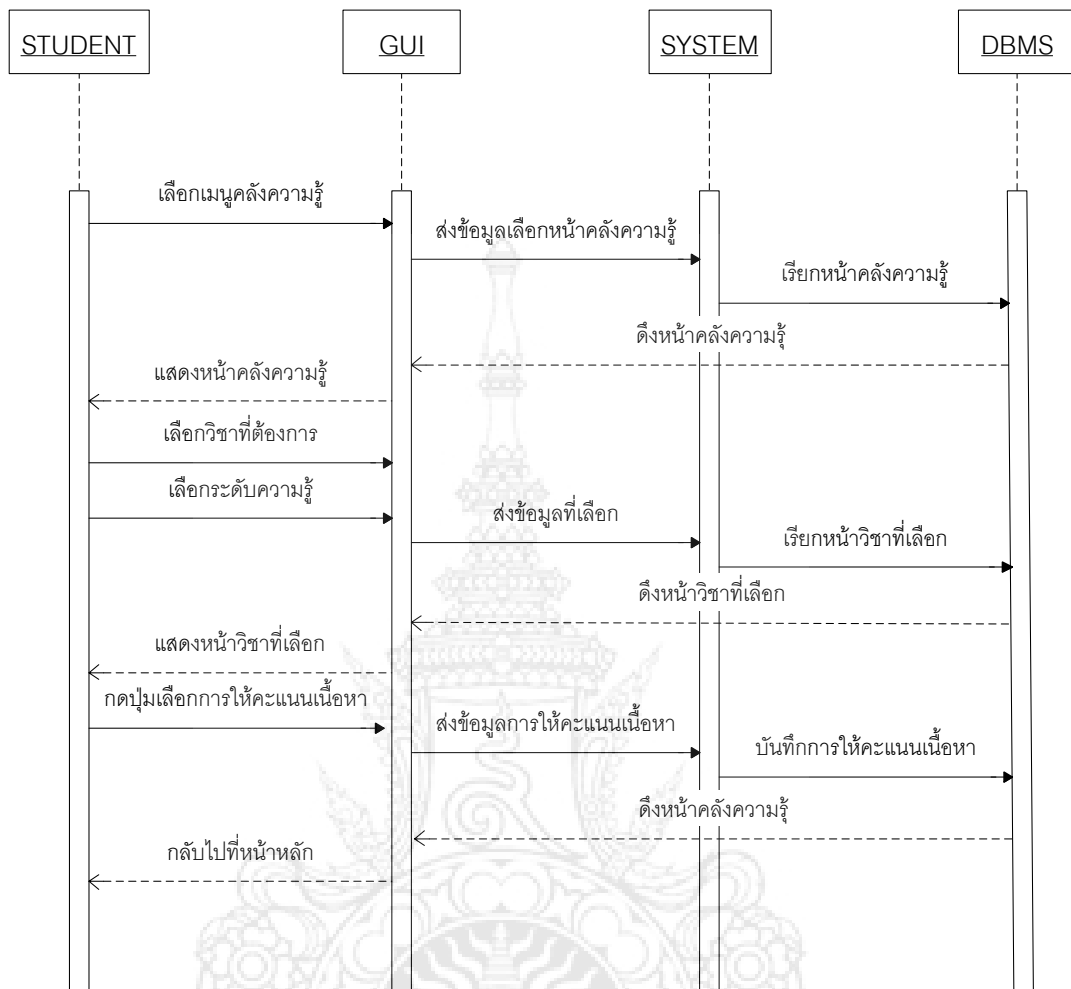 STUDENT
GUI
SYSTEM
DBMS
เลือกเมนูคลังความรู้
ส่งข้อมูลเลือกหน้าคลังความรู้
เรียกหน้าคลังความรู้
ดึงหน้าคลังความรู้
แสดงหน้าคลังความรู้
เลือกวิชาที่ต้องการ
เลือกระดับความรู้
ส่งข้อมูลที่เลือก
เรียกหน้าวิชาที่เลือก
ดึงหน้าวิชาที่เลือก
แสดงหน้าวิชาที่เลือก
กดปุ่มเลือกการให้คะแนนเนื้อหา
ส่งข้อมูลการให้คะแนนเนื้อหา
บันทึกการให้คะแนนเนื้อหา
ดึงหน้าคลังความรู้
กลับไปที่หน้าหลัก